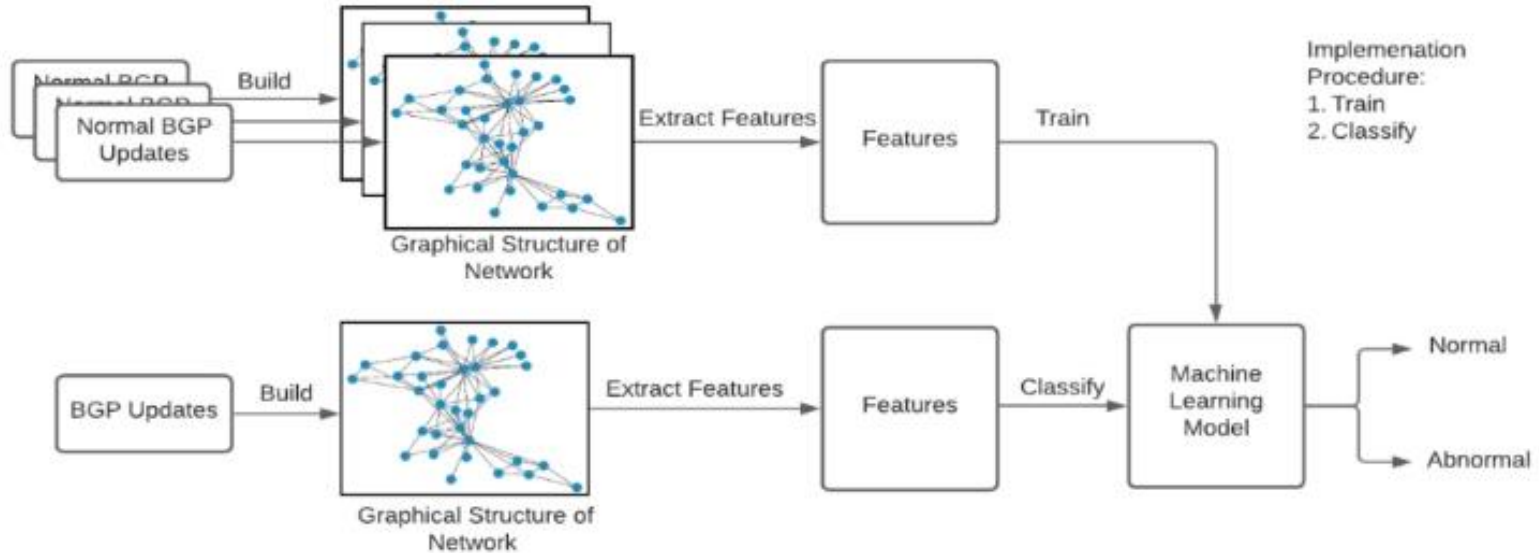 Normal BGP
Normal BGP
Normal BGP
Updates
Build
Graphical Structure of
Network
Extract Features
Features
Train
Implemenation
Procedure:
1. Train
2. Classify
BGP Updates
Build
Graphical Structure of
Network
Extract Features
Features
Classify
Machine
Learning
Model
Normal
Abnormal